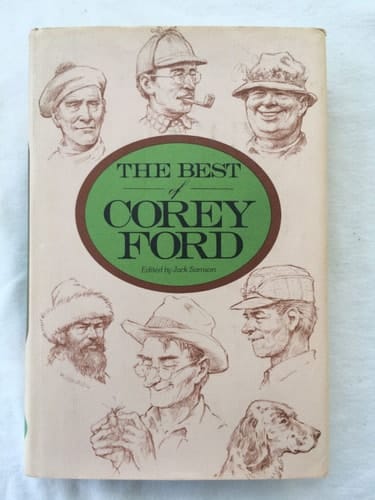 THE BEST
of
COREY
FORD
Edited by Jack Samson